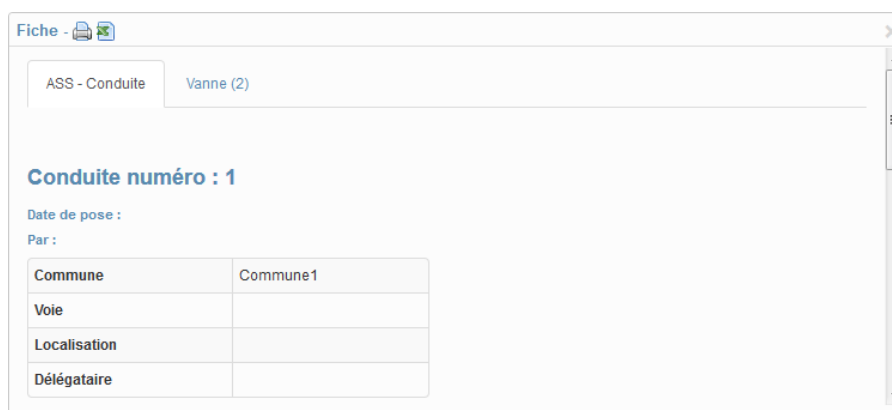 Fiche -
ASS - Conduite Vanne (2)
Conduite numéro : 1
Date de pose :
Par :
Commune Commune1
Voie
Localisation
Délégataire